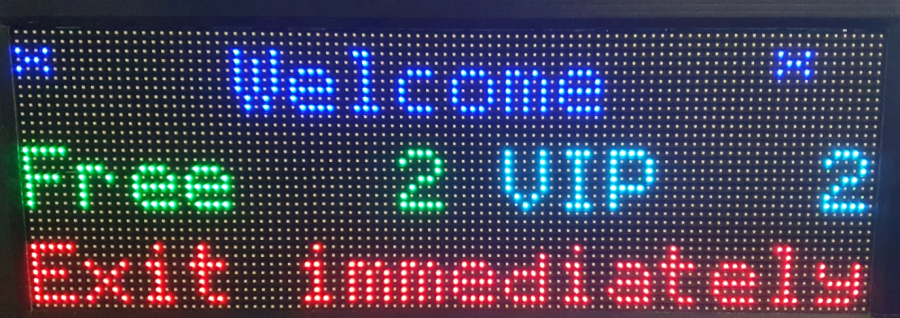 * Welcome *
Free 2 VIP 2
Exit immediately